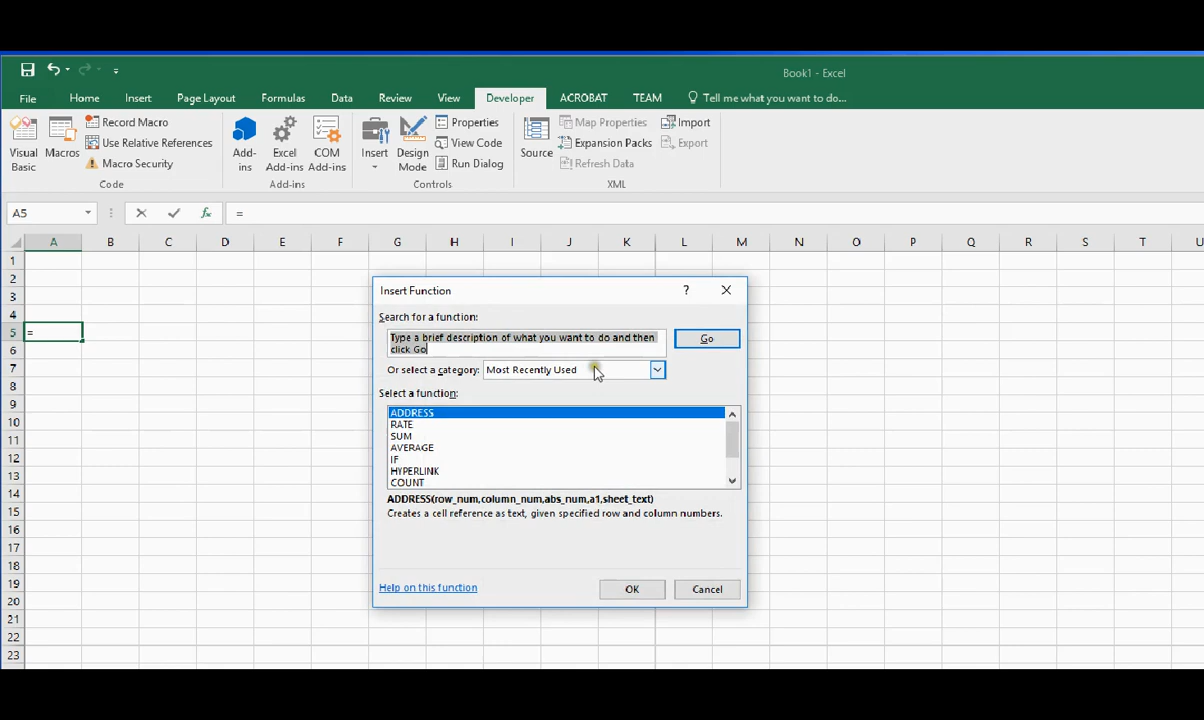 Book1 - Excel
File Home Insert Page Layout Formulas Data Review View Developer ACROBAT TEAM Tell me what you want to do...
Visual Basic
Macros
Record Macro
Use Relative References
Macro Security
Code
Add-ins
Excel Add-ins
COM Add-ins
Add-ins
Insert
Design Mode
Properties
View Code
Run Dialog
Controls
Source
Map Properties
Expansion Packs
Refresh Data
Import
Export
XML
A5 fx =
A B C D E F G H I J K L M N O P Q R S T U
1
2
3
4
5 =
6
7
8
9
10
11
12
13
14
15
16
17
18
19
20
21
22
23
Insert Function ?
Search for a function:
Type a brief description of what you want to do and then
click Go
Go
Or select a category: Most Recently Used
Select a function:
ADDRESS
RATE
SUM
AVERAGE
IF
HYPERLINK
COUNT
ADDRESS(row_num,column_num,abs_num,a1,sheet_text)
Creates a cell reference as text, given specified row and column numbers.
Help on this function
OK Cancel